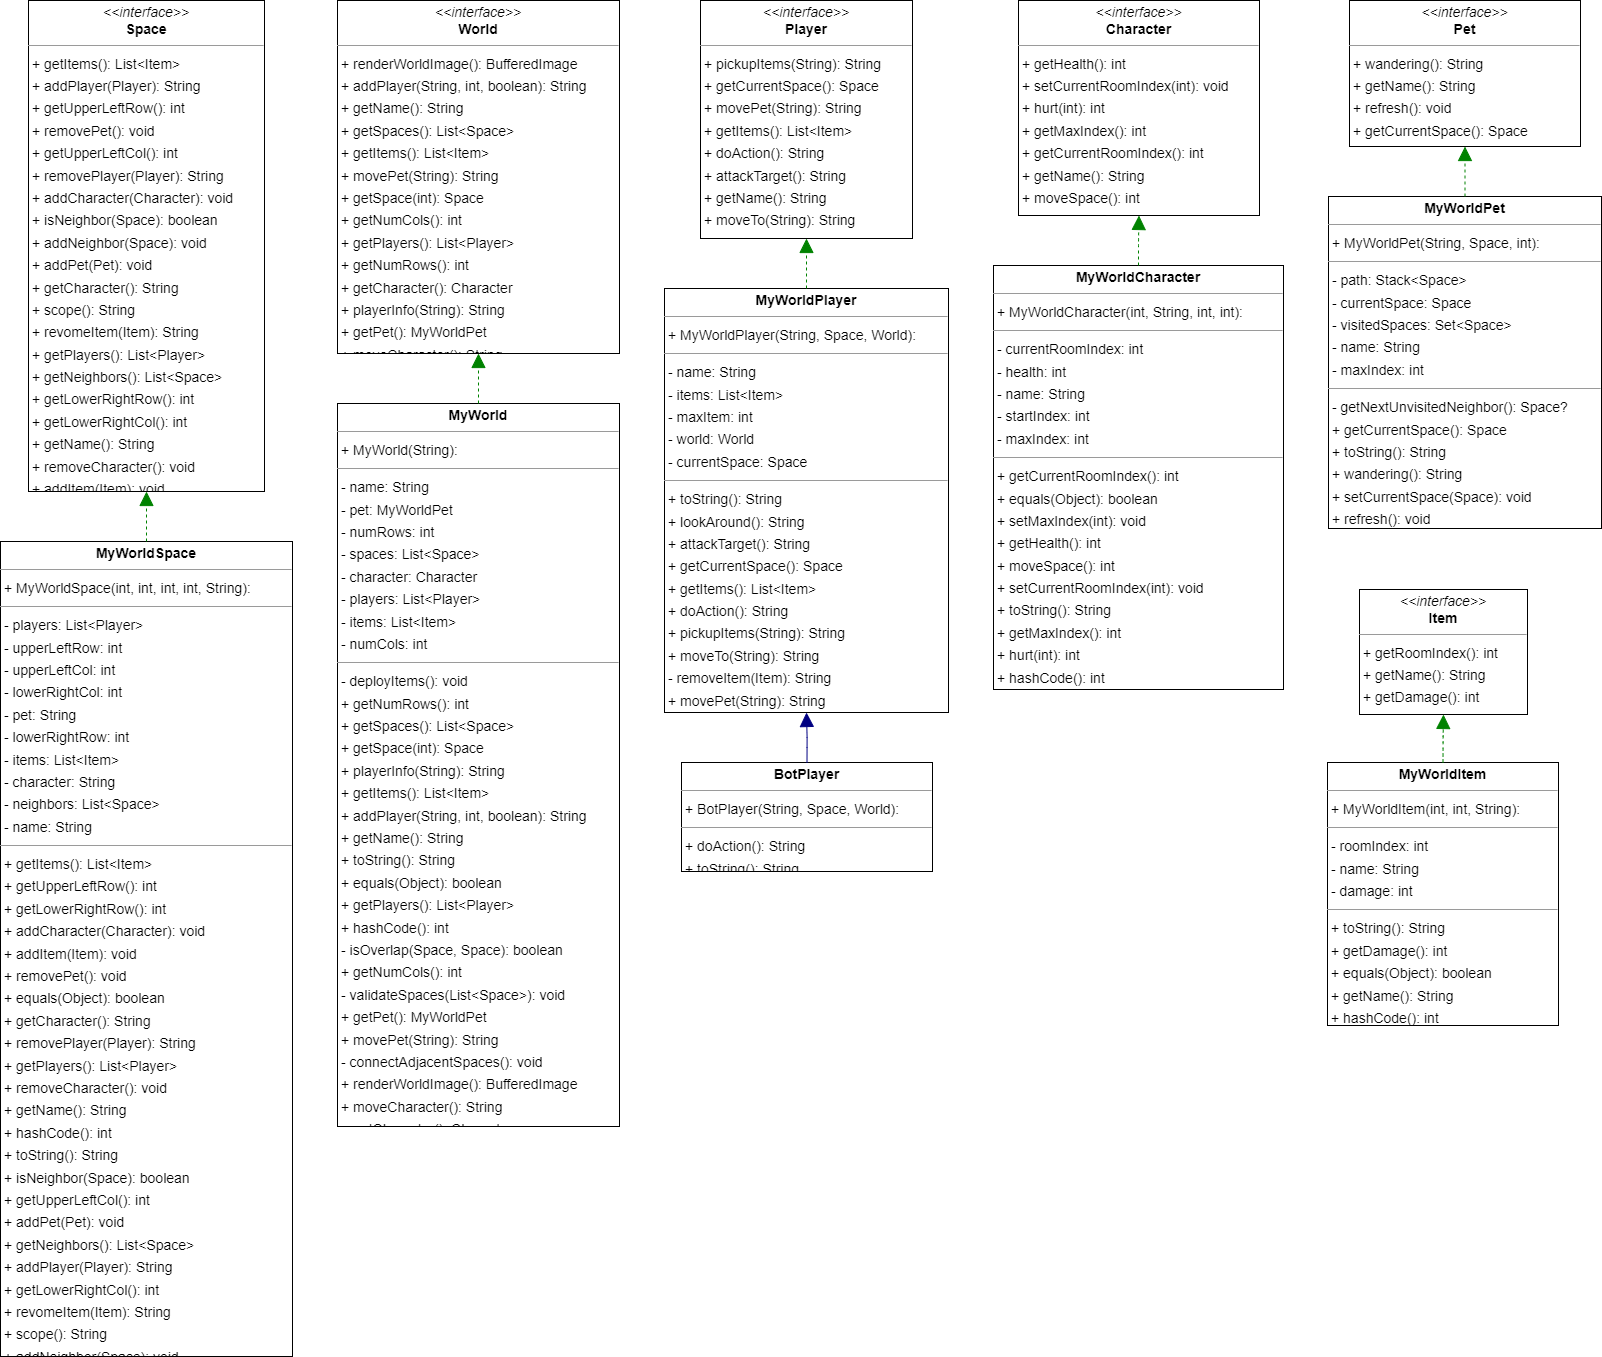 <<interface>>
Space
+ getItems(): List<Item>
+ addPlayer(Player): String
+ getUpperLeftRow(): int
+ removePet(): void
+ getUpperLeftCol(): int
+ removePlayer(Player): String
+ addCharacter(Character): void
+ isNeighbor(Space): boolean
+ addNeighbor(Space): void
+ addPet(Pet): void
+ getCharacter(): String
+ scope(): String
+ revomeItem(Item): String
+ getPlayers(): List<Player>
+ getNeighbors(): List<Space>
+ getLowerRightRow(): int
+ getLowerRightCol(): int
+ getName(): String
+ removeCharacter(): void
+ addItem(Item): void
MyWorldSpace
+ MyWorldSpace(int, int, int, int, String):
- players: List<Player>
- upperLeftRow: int
- upperLeftCol: int
- lowerRightCol: int
- pet: String
- lowerRightRow: int
- items: List<Item>
- character: String
- neighbors: List<Space>
- name: String
+ getItems(): List<Item>
+ getUpperLeftRow(): int
+ getLowerRightRow(): int
+ addCharacter(Character): void
+ addItem(Item): void
+ removePet(): void
+ equals(Object): boolean
+ getCharacter(): String
+ removePlayer(Player): String
+ getPlayers(): List<Player>
+ removeCharacter(): void
+ getName(): String
+ hashCode(): int
+ toString(): String
+ isNeighbor(Space): boolean
+ getUpperLeftCol(): int
+ addPet(Pet): void
+ getNeighbors(): List<Space>
+ addPlayer(Player): String
+ getLowerRightCol(): int
+ revomeItem(Item): String
+ scope(): String
+ addNeighbor(Space): void
<<interface>>
World
+ renderWorldImage(): BufferedImage
+ addPlayer(String, int, boolean): String
+ getName(): String
+ getSpaces(): List<Space>
+ getItems(): List<Item>
+ movePet(String): String
+ getSpace(int): Space
+ getNumCols(): int
+ getPlayers(): List<Player>
+ getNumRows(): int
+ getCharacter(): Character
+ playerInfo(String): String
+ getPet(): MyWorldPet
+ moveCharacter(): String
MyWorld
+ MyWorld(String):
- name: String
- pet: MyWorldPet
- numRows: int
- spaces: List<Space>
- character: Character
- players: List<Player>
- items: List<Item>
- numCols: int
- deployItems(): void
+ getNumRows(): int
+ getSpaces(): List<Space>
+ getSpace(int): Space
+ playerInfo(String): String
+ getItems(): List<Item>
+ addPlayer(String, int, boolean): String
+ getName(): String
+ toString(): String
+ equals(Object): boolean
+ getPlayers(): List<Player>
+ hashCode(): int
- isOverlap(Space, Space): boolean
+ getNumCols(): int
- validateSpaces(List<Space>): void
+ getPet(): MyWorldPet
+ movePet(String): String
- connectAdjacentSpaces(): void
+ renderWorldImage(): BufferedImage
+ moveCharacter(): String
<<interface>>
Player
+ pickupItems(String): String
+ getCurrentSpace(): Space
+ movePet(String): String
+ getItems(): List<Item>
+ doAction(): String
+ attackTarget(): String
+ getName(): String
+ moveTo(String): String
MyWorldPlayer
+ MyWorldPlayer(String, Space, World):
- name: String
- items: List<Item>
- maxItem: int
- world: World
- currentSpace: Space
+ toString(): String
+ lookAround(): String
+ attackTarget(): String
+ getCurrentSpace(): Space
+ getItems(): List<Item>
+ doAction(): String
+ pickupItems(String): String
+ moveTo(String): String
- removeItem(Item): String
+ movePet(String): String
BotPlayer
+ BotPlayer(String, Space, World):
+ doAction(): String
+ toString(): String
<<interface>>
Character
+ getHealth(): int
+ setCurrentRoomIndex(int): void
+ hurt(int): int
+ getMaxIndex(): int
+ getCurrentRoomIndex(): int
+ getName(): String
+ moveSpace(): int
MyWorldCharacter
+ MyWorldCharacter(int, String, int, int):
- currentRoomIndex: int
- health: int
- name: String
- startIndex: int
- maxIndex: int
+ getCurrentRoomIndex(): int
+ equals(Object): boolean
+ setMaxIndex(int): void
+ getHealth(): int
+ moveSpace(): int
+ setCurrentRoomIndex(int): void
+ toString(): String
+ getMaxIndex(): int
+ hurt(int): int
+ hashCode(): int
<<interface>>
Pet
+ wandering(): String
+ getName(): String
+ refresh(): void
+ getCurrentSpace(): Space
MyWorldPet
+ MyWorldPet(String, Space, int):
- path: Stack<Space>
- currentSpace: Space
- visitedSpaces: Set<Space>
- name: String
- maxIndex: int
- getNextUnvisitedNeighbor(): Space?
+ getCurrentSpace(): Space
+ toString(): String
+ wandering(): String
+ setCurrentSpace(Space): void
+ refresh(): void
<<interface>>
Item
+ getRoomIndex(): int
+ getName(): String
+ getDamage(): int
MyWorldItem
+ MyWorldItem(int, int, String):
- roomIndex: int
- name: String
- damage: int
+ toString(): String
+ getDamage(): int
+ equals(Object): boolean
+ getName(): String
+ hashCode(): int